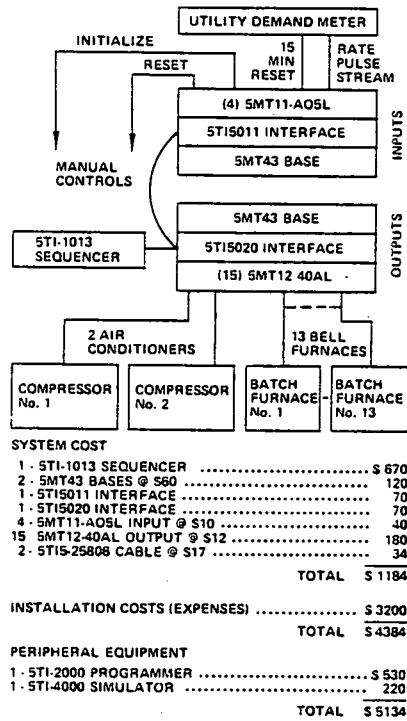 UTILITY DEMAND METER
INITIALIZE
RESET
15
MIN
RESET
RATE
PULSE
STREAM
(4) 5MT11-AO5L
5TI5011 INTERFACE
5MT43 BASE
INPUTS
MANUAL
CONTROLS
5MT43 BASE
5TI5020 INTERFACE
(15) 5MT12 40AL
OUTPUTS
5TI-1013
SEQUENCER
2 AIR
CONDITIONERS
13 BELL
FURNACES
COMPRESSOR
No. 1
COMPRESSOR
No. 2
BATCH
FURNACE
No. 1
BATCH
FURNACE
No. 13
SYSTEM COST
1 - 5TI-1013 SEQUENCER ........ $ 670
2 - 5MT43 BASES @ $60 ........ 120
1 - 5TI5011 INTERFACE ........ 70
1 - 5TI5020 INTERFACE ........ 70
4 - 5MT11-AO5L INPUT @ $10 ........ 40
15 5MT12-40AL OUTPUT @ $12 ........ 180
2 - 5TI5-25808 CABLE @ $17 ........ 34
TOTAL $ 1184
INSTALLATION COSTS (EXPENSES) ........ $ 3200
TOTAL $4384
PERIPHERAL EQUIPMENT
1 - 5TI-2000 PROGRAMMER ........ $ 530
1 - 5TI-4000 SIMULATOR ........ 220
TOTAL $ 5134